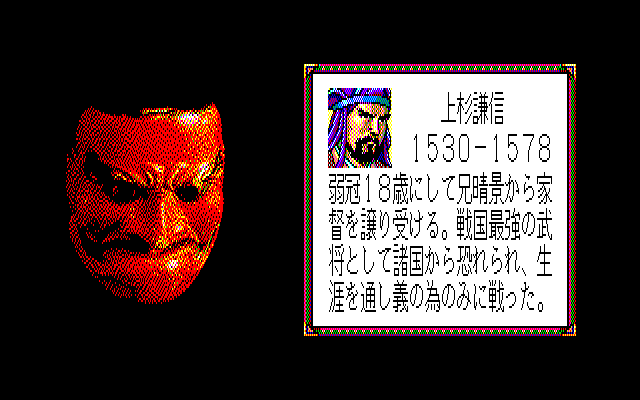 上杉謙信
1530-1578
弱冠18歳にして兄晴景から家
督を譲り受ける。戦国最強の武
将として諸国から恐れられ、生
涯を通し義の為のみに戦った。